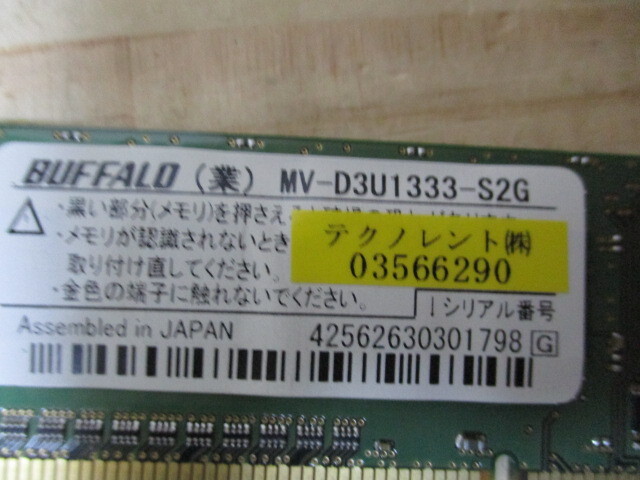 BUFFALO (業) MV-D3U1333-S2G
・黒い部分(メモリ)を押さえ
・メモリが認識されないとき
取り付け直してください。
・金色の端子に触れないでください。
テクノレント㈱
03566290
↓シリアル番号
Assembled in JAPAN
42562630301798 G